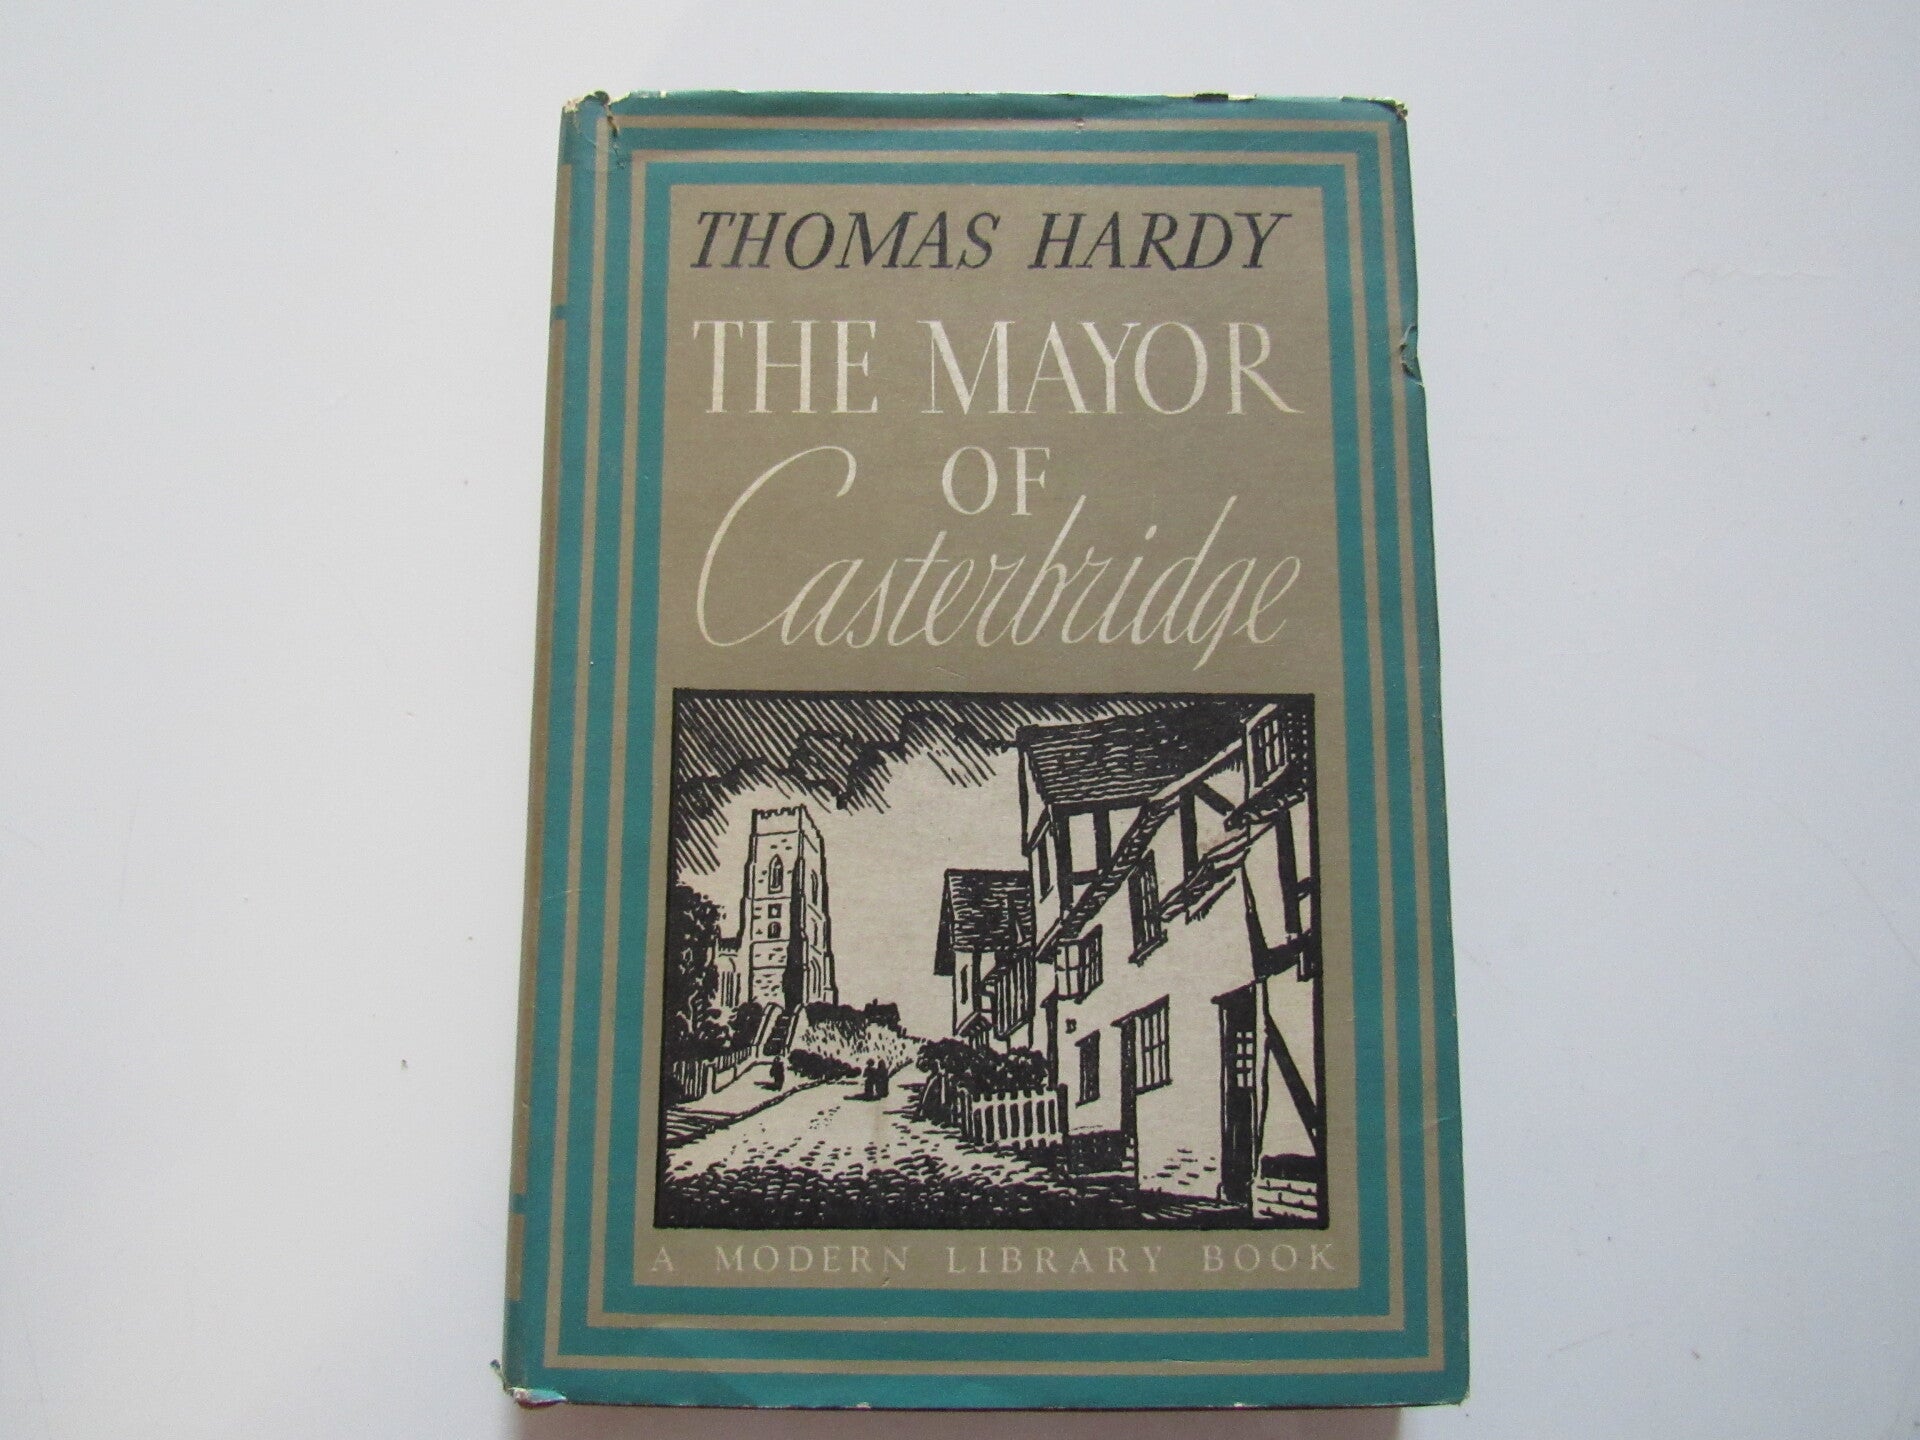 THOMAS HARDY
THE MAYOR
OF
Casterbridge
A MODERN LIBRARY BOOK